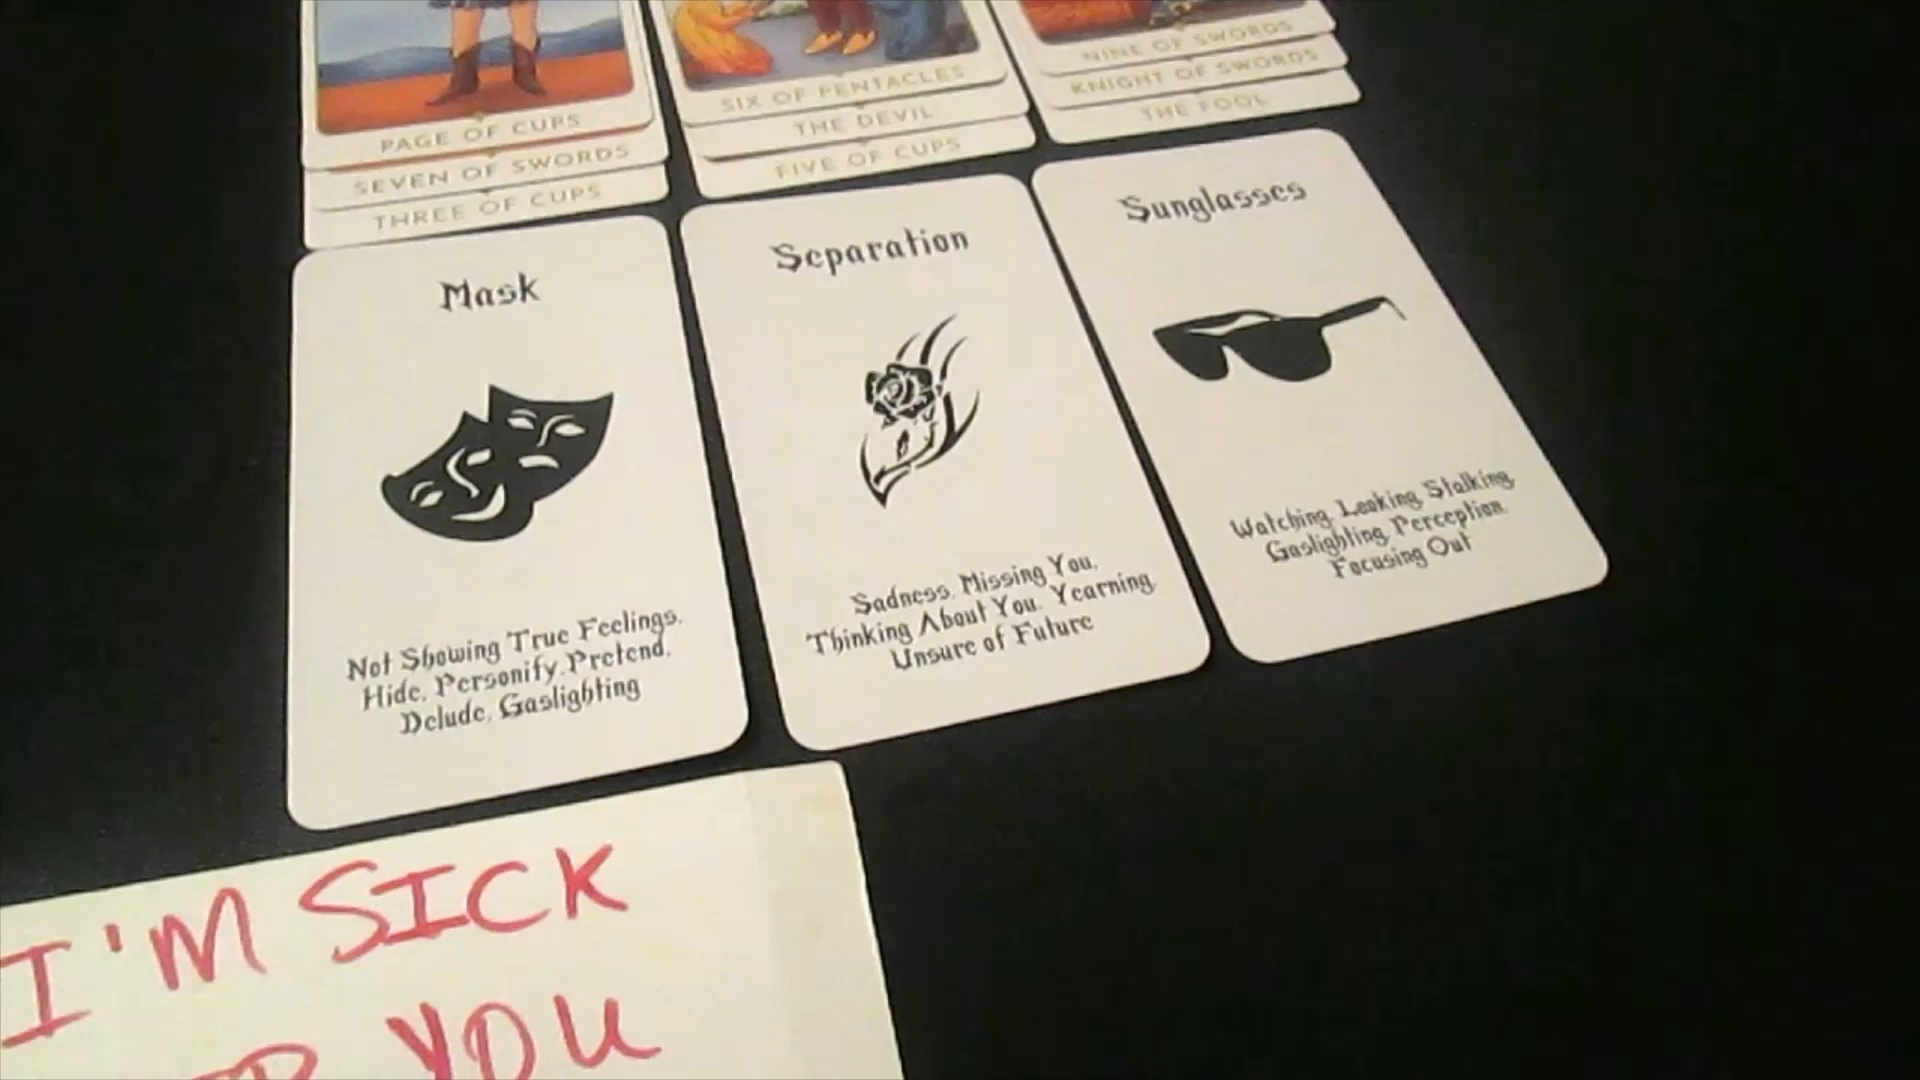 PAGE OF CUPS
SEVEN OF SWORDS
THREE OF CUPS
SIX OF PENTACLES
THE DEVIL
FIVE OF CUPS
NINE OF SWORDS
KNIGHT OF SWORDS
THE FOOL
Mask
Not Showing True Feelings.
Hide. Personify. Pretend.
Delude. Gaslighting
Separation
Sadness. Missing You.
Thinking About You. Yearning.
Unsure of Future
Sunglasses
Watching. Looking. Stalking.
Gaslighting. Perception.
Focusing Out
I'M SICK
YOU